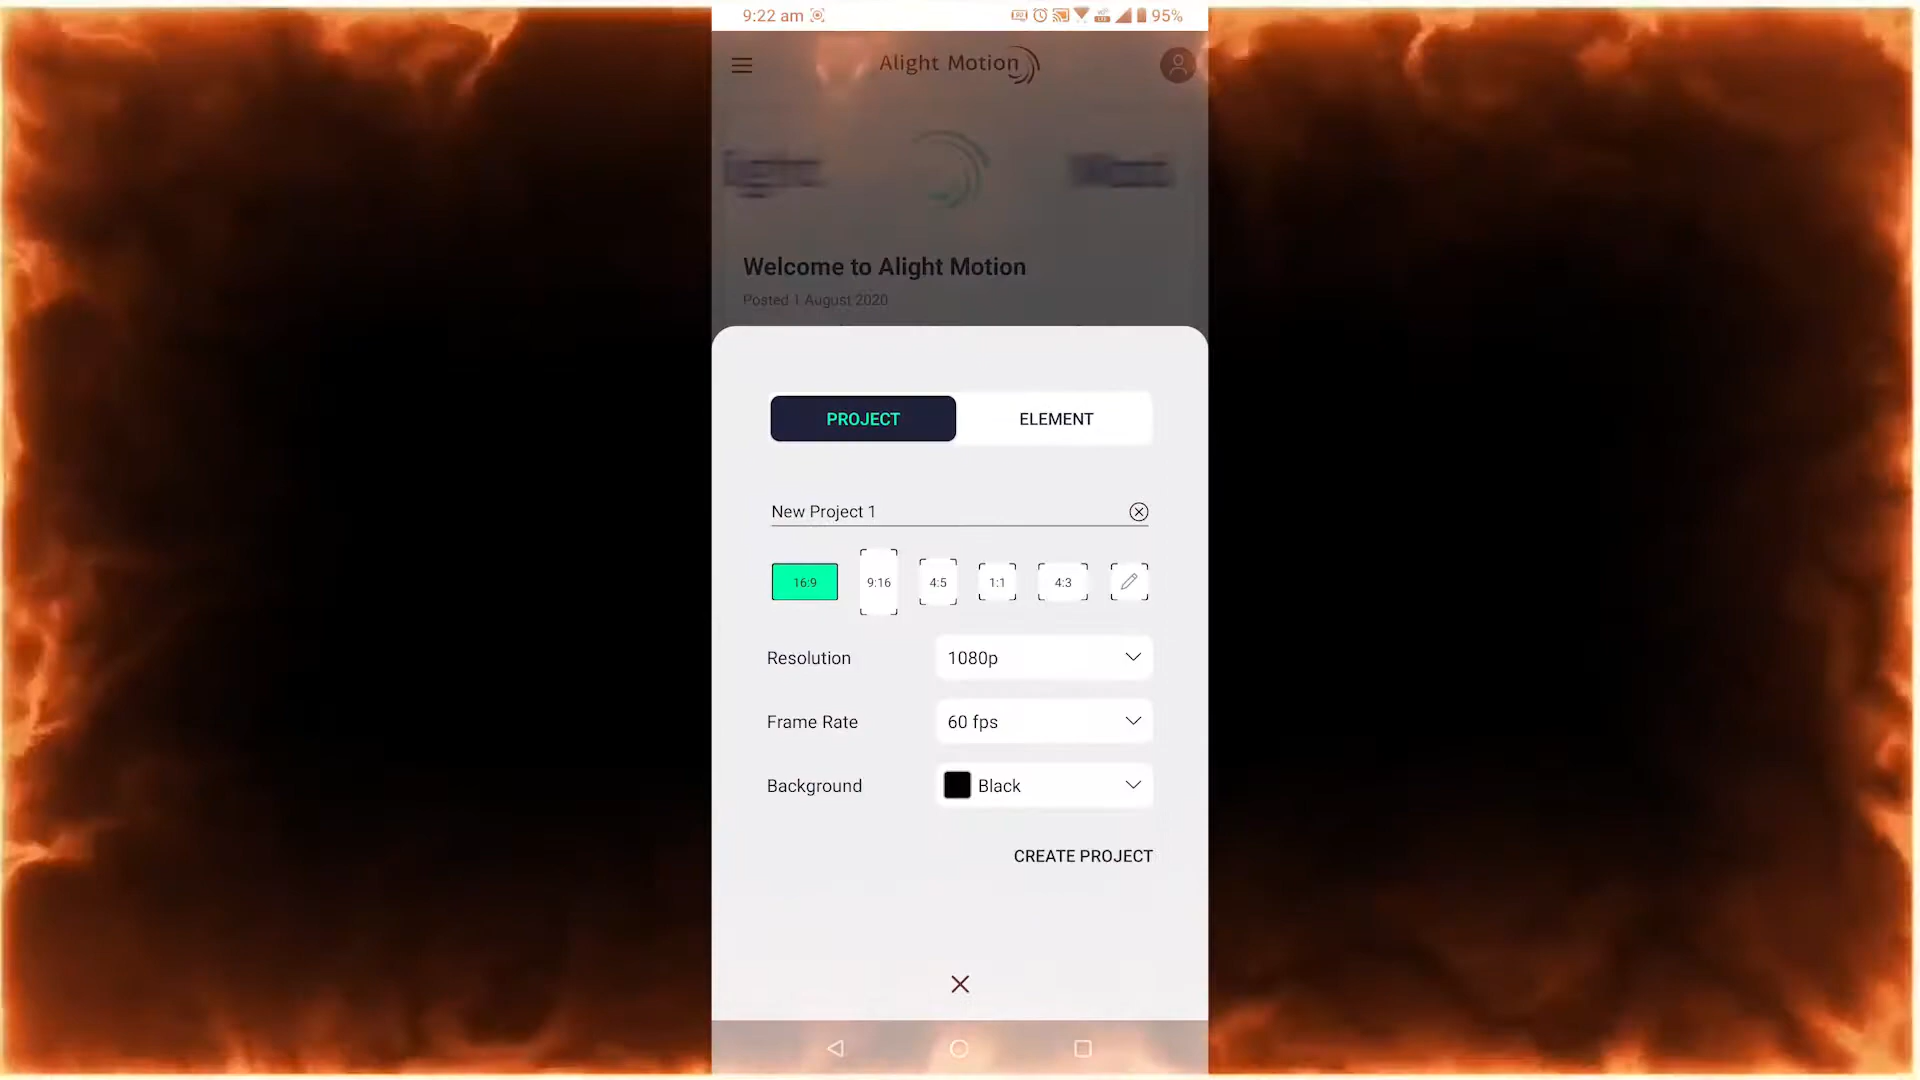 9:22 am 95%
Alight Motion
Welcome to Alight Motion
Posted 1 August 2020
PROJECT ELEMENT
New Project 1
16:9 9:16 4:5 1:1 4:3
Resolution 1080p
Frame Rate 60 fps
Background Black
CREATE PROJECT